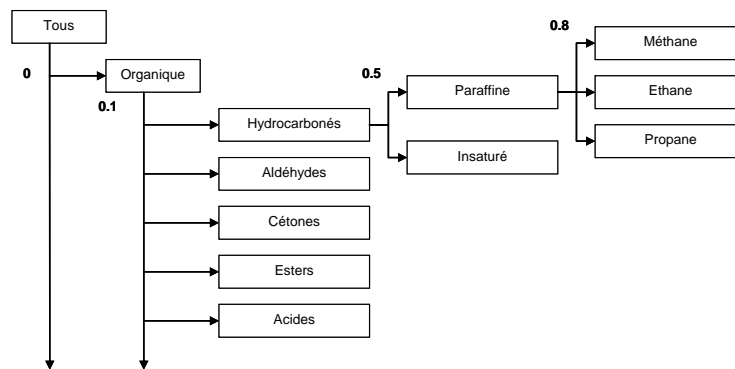 Tous
0.8
Méthane
0
Organique
0.5
Paraffine
Ethane
0.1
Hydrocarbonés
Propane
Insaturé
Aldéhydes
Cétones
Esters
Acides